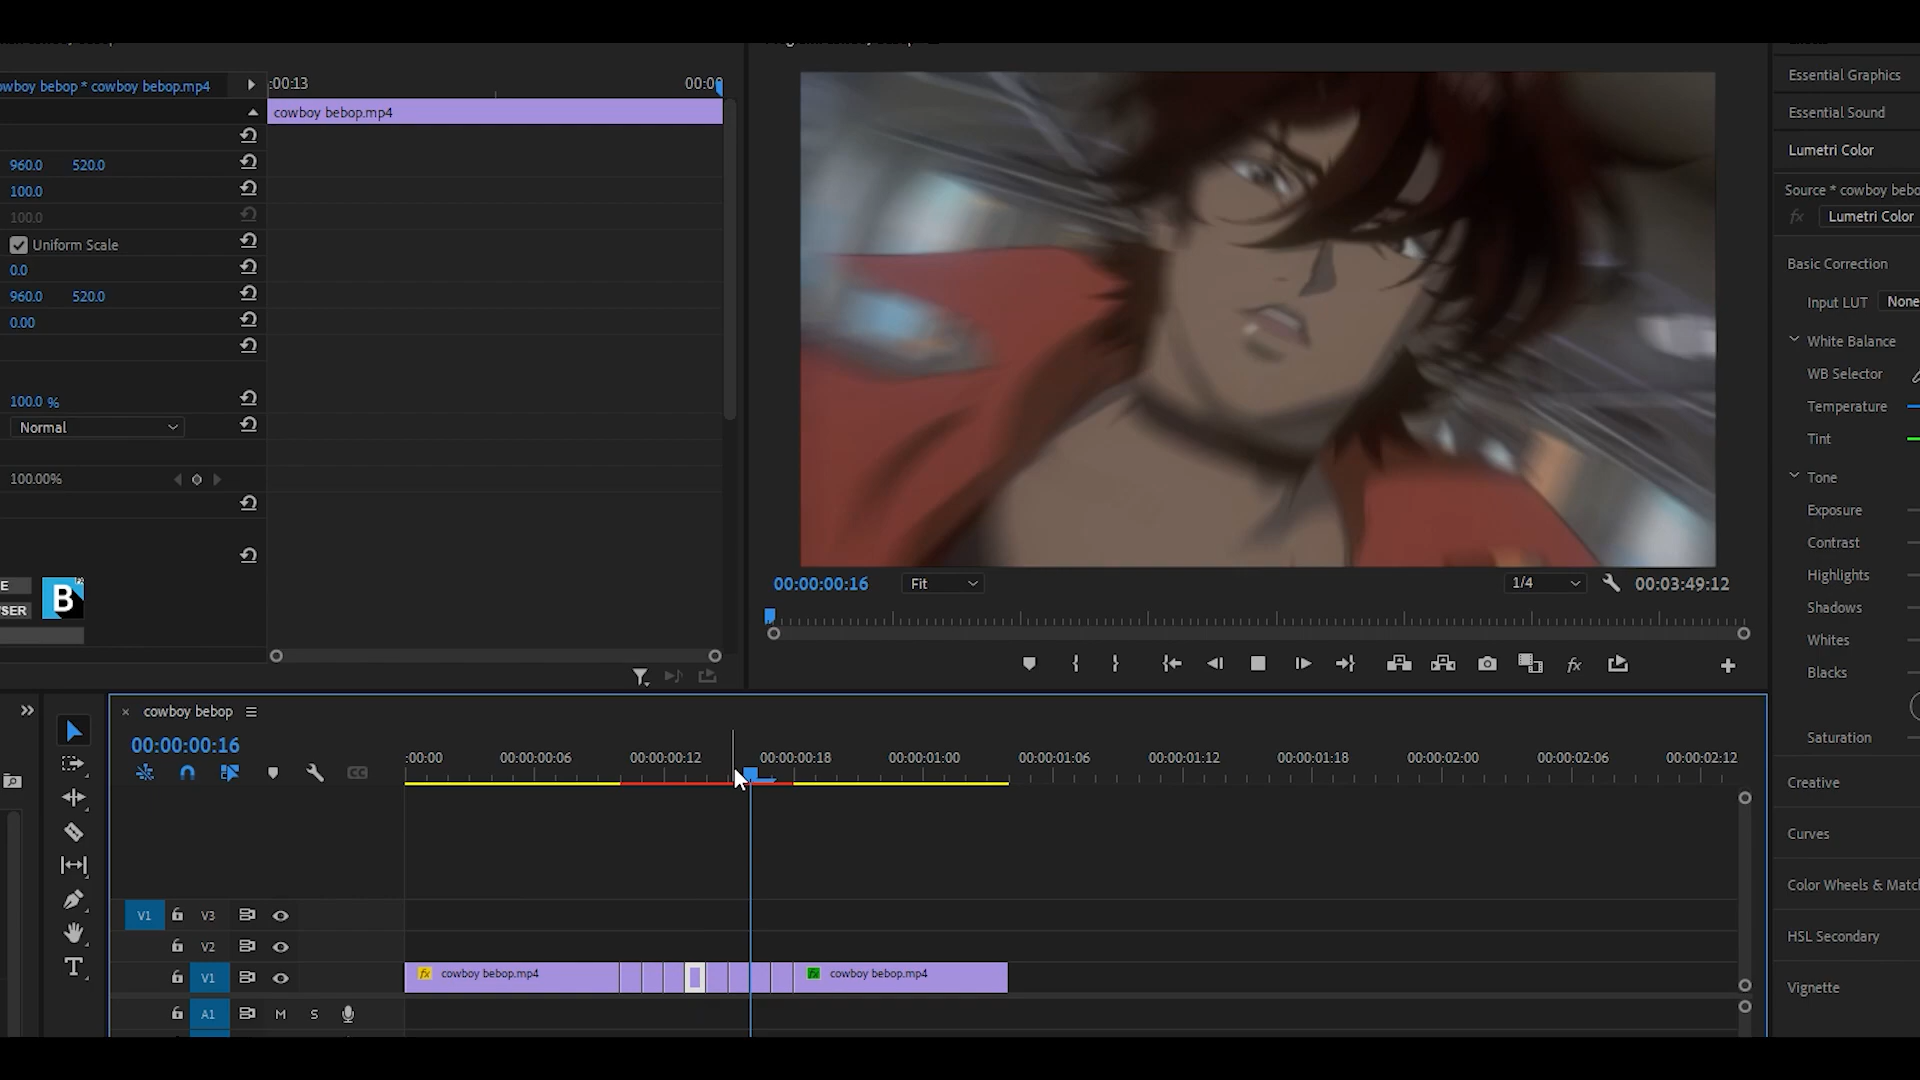 owboy bebop * cowboy bebop.mp4
:00:13
00:0
cowboy bebop.mp4
960.0 520.0
100.0
100.0
Uniform Scale
0.0
960.0 520.0
0.00
100.0 %
Normal
100.00%
E
SER
B
00:00:00:16
Fit
1/4
00:03:49:12
Essential Graphics
Essential Sound
Lumetri Color
Source * cowboy bebo
fx Lumetri Color
Basic Correction
Input LUT None
White Balance
WB Selector
Temperature
Tint
Tone
Exposure
Contrast
Highlights
Shadows
Whites
Blacks
Saturation
Creative
Curves
Color Wheels & Matc
HSL Secondary
Vignette
fx
× cowboy bebop
00:00:00:16
CC
:00:00 00:00:00:06 00:00:00:12 00:00:00:18 00:00:01:00 00:00:01:06 00:00:01:12 00:00:01:18 00:00:02:00 00:00:02:06 00:00:02:12
V1 V3
V2
V1
fx cowboy bebop.mp4
fx cowboy bebop.mp4
A1 M S
T